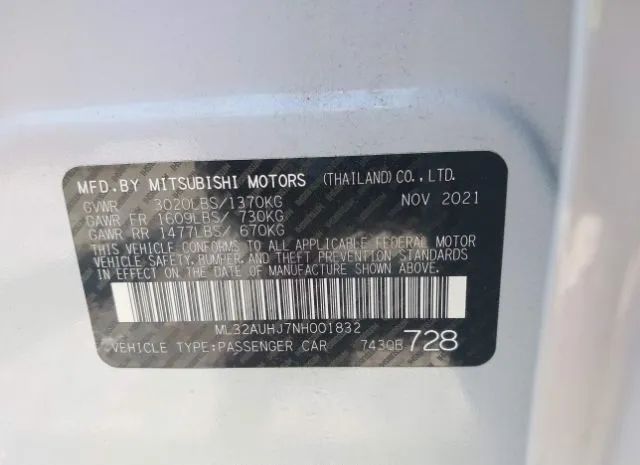 MFD.BY MITSUBISHI MOTORS (THAILAND)CO.,LTD.
GVWR 3020LBS/1370KG NOV 2021
GAWR FR 1609LBS/ 730KG
GAWR RR 1477LBS/ 670KG
THIS VEHICLE CONFORMS TO ALL APPLICABLE FEDERAL MOTOR
VEHICLE SAFETY,BUMPER,AND THEFT PREVENTION STANDARDS
IN EFFECT ON THE DATE OF MANUFACTURE SHOWN ABOVE.
ML32AUHJ7NH001832
VEHICLE TYPE:PASSENGER CAR 7430B 728